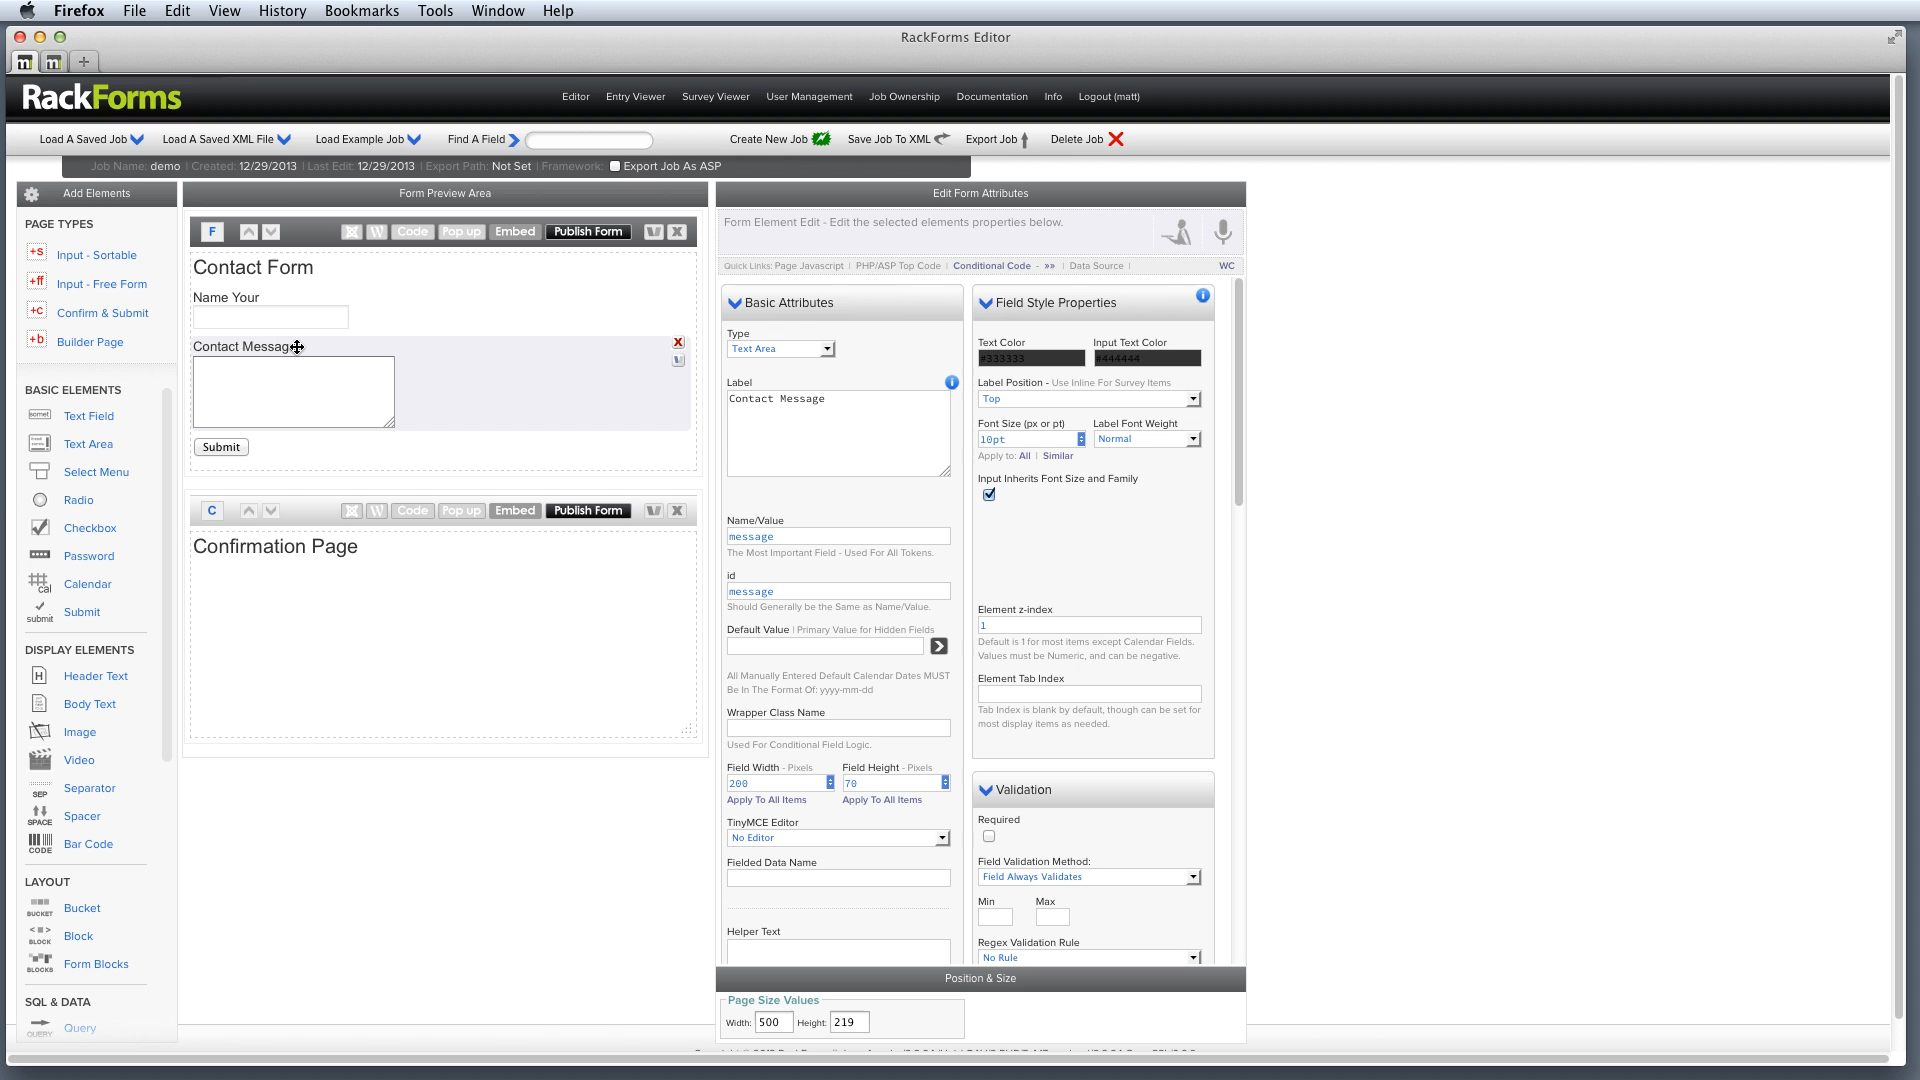 Firefox File Edit View History Bookmarks Tools Window Help
RackForms Editor
RackForms
Editor Entry Viewer Survey Viewer User Management Job Ownership Documentation Info Logout (matt)
Load A Saved Job Load A Saved XML File Load Example Job Find A Field Create New Job Save Job To XML Export Job Delete Job
Job Name: demo | Created: 12/29/2013 | Last Edit: 12/29/2013 | Export Path: Not Set | Framework: Export Job As ASP
Add Elements
PAGE TYPES
+s Input - Sortable
+ff Input - Free Form
+c Confirm & Submit
+b Builder Page
BASIC ELEMENTS
Text Field
Text Area
Select Menu
Radio
Checkbox
Password
cal Calendar
submit Submit
DISPLAY ELEMENTS
H Header Text
Body Text
Image
Video
SEP Separator
SPACE Spacer
CODE Bar Code
LAYOUT
BUCKET Bucket
BLOCK Block
BLOCKS Form Blocks
SQL & DATA
QUERY Query
Form Preview Area
F Code Pop up Embed Publish Form
Contact Form
Name Your
Contact Messag
Submit
C Code Pop up Embed Publish Form
Confirmation Page
Edit Form Attributes
Form Element Edit - Edit the selected elements properties below.
Quick Links: Page Javascript | PHP/ASP Top Code | Conditional Code - »» | Data Source | WC
Basic Attributes
Type
Text Area
Label
Contact Message
Name/Value
message
The Most Important Field - Used For All Tokens.
id
message
Should Generally be the Same as Name/Value.
Default Value | Primary Value for Hidden Fields
All Manually Entered Default Calendar Dates MUST
Be In The Format Of: yyyy-mm-dd
Wrapper Class Name
Used For Conditional Field Logic.
Field Width - Pixels Field Height - Pixels
200 70
Apply To All Items Apply To All Items
TinyMCE Editor
No Editor
Fielded Data Name
Helper Text
Field Style Properties
Text Color Input Text Color
#333333 #444444
Label Position - Use Inline For Survey Items
Top
Font Size (px or pt) Label Font Weight
10pt Normal
Apply to: All | Similar
Input Inherits Font Size and Family
Element z-index
1
Default is 1 for most items except Calendar Fields.
Values must be Numeric, and can be negative.
Element Tab Index
Tab Index is blank by default, though can be set for
most display items as needed.
Validation
Required
Field Validation Method:
Field Always Validates
Min Max
Regex Validation Rule
No Rule
Position & Size
Page Size Values
Width: 500 Height: 219